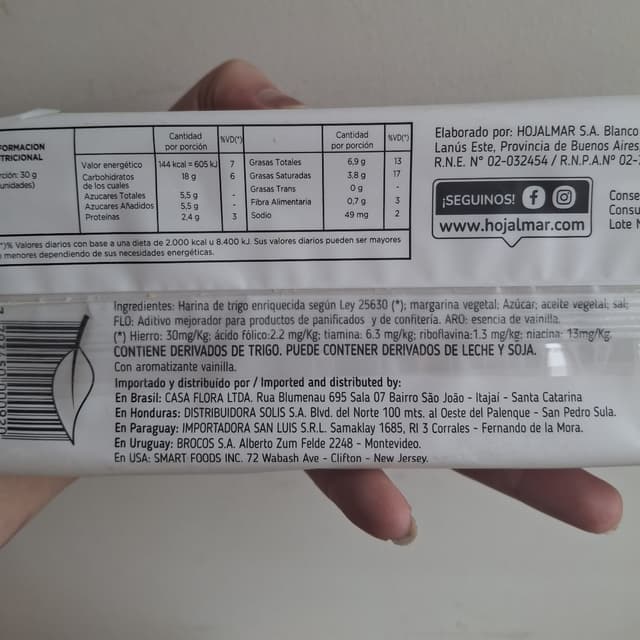 FORMACION
TRICIONAL
rción: 30 g
unidades)
Cantidad por porción %VD(*) Cantidad por porción %VD(*)
Valor energético 144 kcal = 605 kJ 7 Grasas Totales 6,9 g 13
Carbohidratos 18 g 6 Grasas Saturadas 3,8 g 17
de los cuales Grasas Trans 0 g -
Azucares Totales 5,5 g - Fibra Alimentaria 0,7 g 3
Azucares Añadidos 5,5 g - Sodio 49 mg 2
Proteinas 2,4 g 3
(*)% Valores diarios con base a una dieta de 2.000 kcal u 8.400 kJ. Sus valores diarios pueden ser mayores
o menores dependiendo de sus necesidades energéticas.
Elaborado por: HOJALMAR S.A. Blanco
Lanús Este, Provincia de Buenos Aires
R.N.E. N° 02-032454 / R.N.P.A.N° 02-
¡SEGUINOS!
www.hojalmar.com
Conse
Consu
Lote N
Ingredientes: Harina de trigo enriquecida según Ley 25630 (*); margarina vegetal; Azúcar; aceite vegetal; sal;
FLO: Aditivo mejorador para productos de panificados y de confitería. ARO: esencia de vainilla.
(*) Hierro: 30mg/Kg; ácido fólico:2.2 mg/Kg; tiamina: 6.3 mg/kg; riboflavina:1.3 mg/kg; niacina: 13mg/Kg.
CONTIENE DERIVADOS DE TRIGO. PUEDE CONTENER DERIVADOS DE LECHE Y SOJA.
Con aromatizante vainilla.
Importado y distribuído por / Imported and distributed by:
En Brasil: CASA FLORA LTDA. Rua Blumenau 695 Sala 07 Bairro São João - Itajaí - Santa Catarina
En Honduras: DISTRIBUIDORA SOLIS S.A. Blvd. del Norte 100 mts. al Oeste del Palenque - San Pedro Sula.
En Paraguay: IMPORTADORA SAN LUIS S.R.L. Samaklay 1685, RI 3 Corrales - Fernando de la Mora.
En Uruguay: BROCOS S.A. Alberto Zum Felde 2248 - Montevideo.
En USA: SMART FOODS INC. 72 Wabash Ave - Clifton - New Jersey.